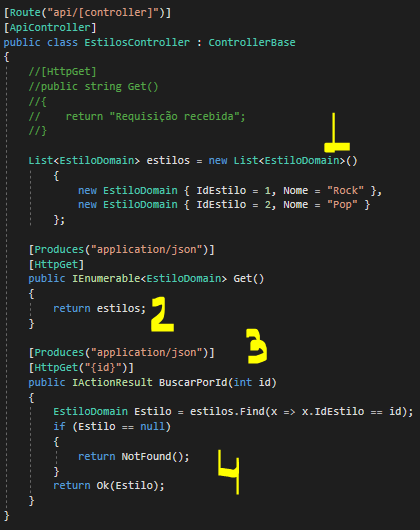 [Route("api/[controller]")]
[ApiController]
public class EstilosController : ControllerBase
{
//[HttpGet]
//public string Get()
//{
//    return "Requisição recebida";
//}
1
List<EstiloDomain> estilos = new List<EstiloDomain>()
{
new EstiloDomain { IdEstilo = 1, Nome = "Rock" },
new EstiloDomain { IdEstilo = 2, Nome = "Pop" }
};
[Produces("application/json")]
[HttpGet]
public IEnumerable<EstiloDomain> Get()
{
return estilos;
2
}
3
[Produces("application/json")]
[HttpGet("{id}")]
public IActionResult BuscarPorId(int id)
{
EstiloDomain Estilo = estilos.Find(x => x.IdEstilo == id);
if (Estilo == null)
{
return NotFound();
4
}
return Ok(Estilo);
}
}